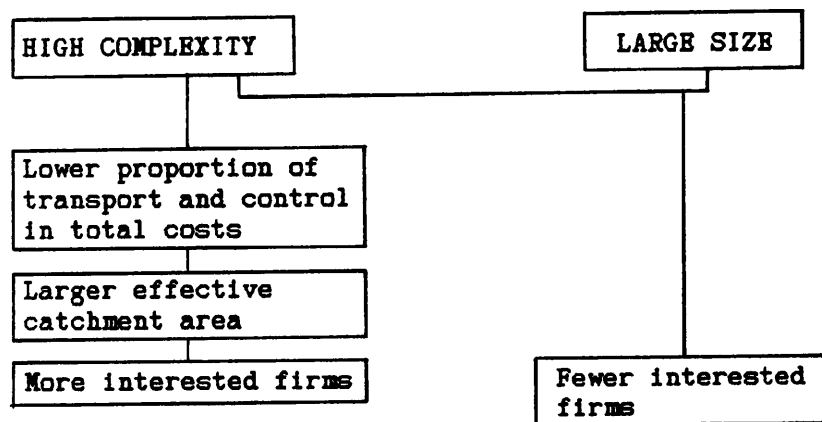 HIGH COMPLEXITY
LARGE SIZE
Lower proportion of
transport and control
in total costs
Larger effective
catchment area
More interested firms
Fewer interested
firms